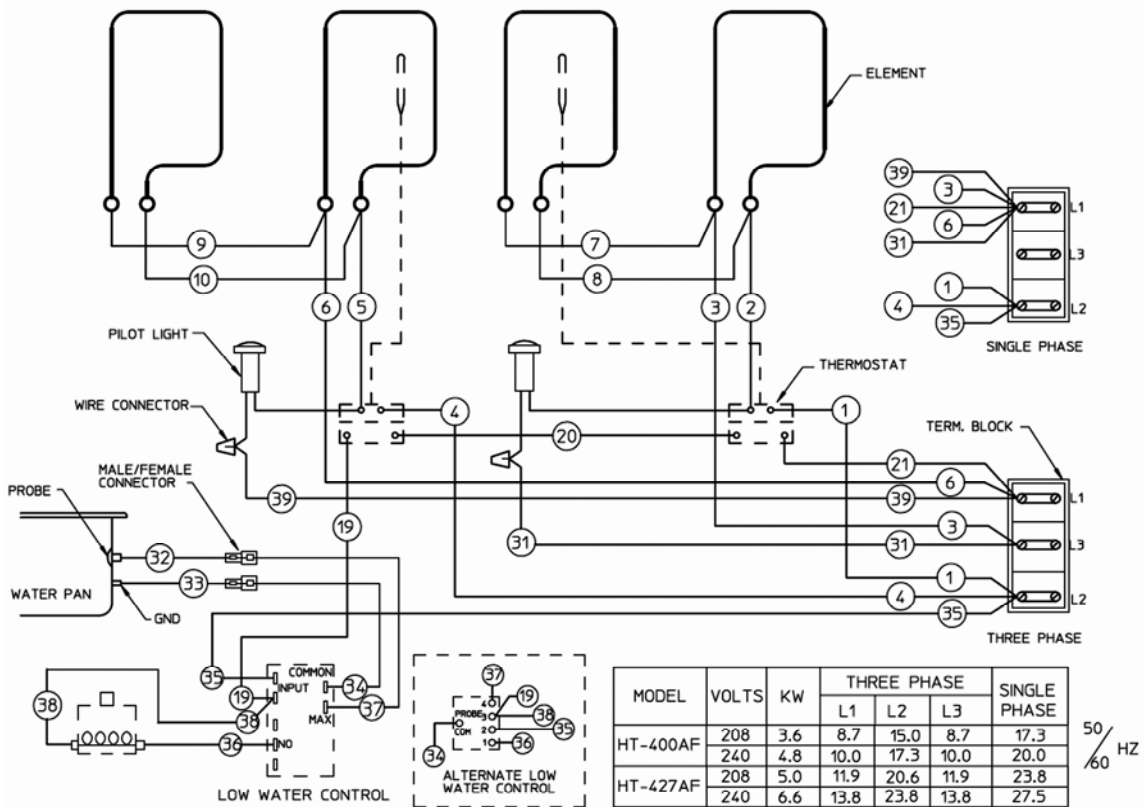 ELEMENT
39
3
21
6
31
L1
L3
1
4
35
L2
SINGLE PHASE
9
7
10
8
6
5
3
2
PILOT LIGHT
THERMOSTAT
WIRE CONNECTOR
4
1
20
TERM. BLOCK
MALE/FEMALE
CONNECTOR
21
6
39
39
L1
PROBE
19
3
31
31
L3
32
33
1
4
35
L2
WATER PAN
GND
THREE PHASE
35
COMMON
INPUT
19
38
38
34
37
MAX
36
NO
LOW WATER CONTROL
37
4
19
PROBE
3
38
COM
2
35
34
1
36
ALTERNATE LOW
WATER CONTROL
MODEL VOLTS KW THREE PHASE SINGLE PHASE
L1 L2 L3
HT-400AF 208 3.6 8.7 15.0 8.7 17.3
240 4.8 10.0 17.3 10.0 20.0
HT-427AF 208 5.0 11.9 20.6 11.9 23.8
240 6.6 13.8 23.8 13.8 27.5
50/60 HZ